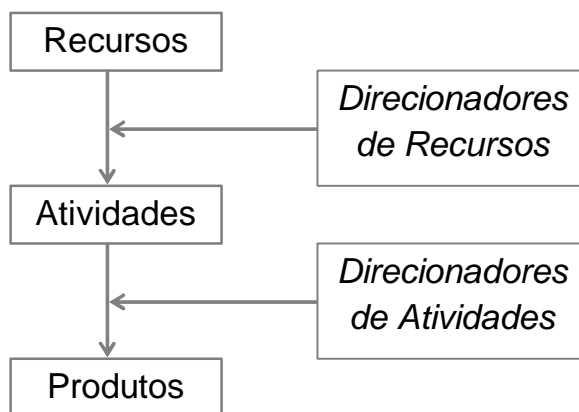 Recursos
Direcionadores
de Recursos
Atividades
Direcionadores
de Atividades
Produtos